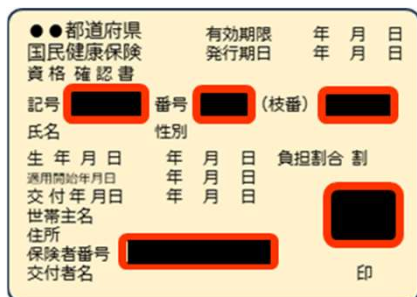 ●●都道府県 有効期限 年 月 日
国民健康保険 発行期日 年 月 日
資格確認書
記号 番号 (枝番)
氏名 性別
生年月日 年 月 日 負担割合 割
適用開始年月日 年 月 日
交付年月日 年 月 日
世帯主名
住所
保険者番号
交付者名 印